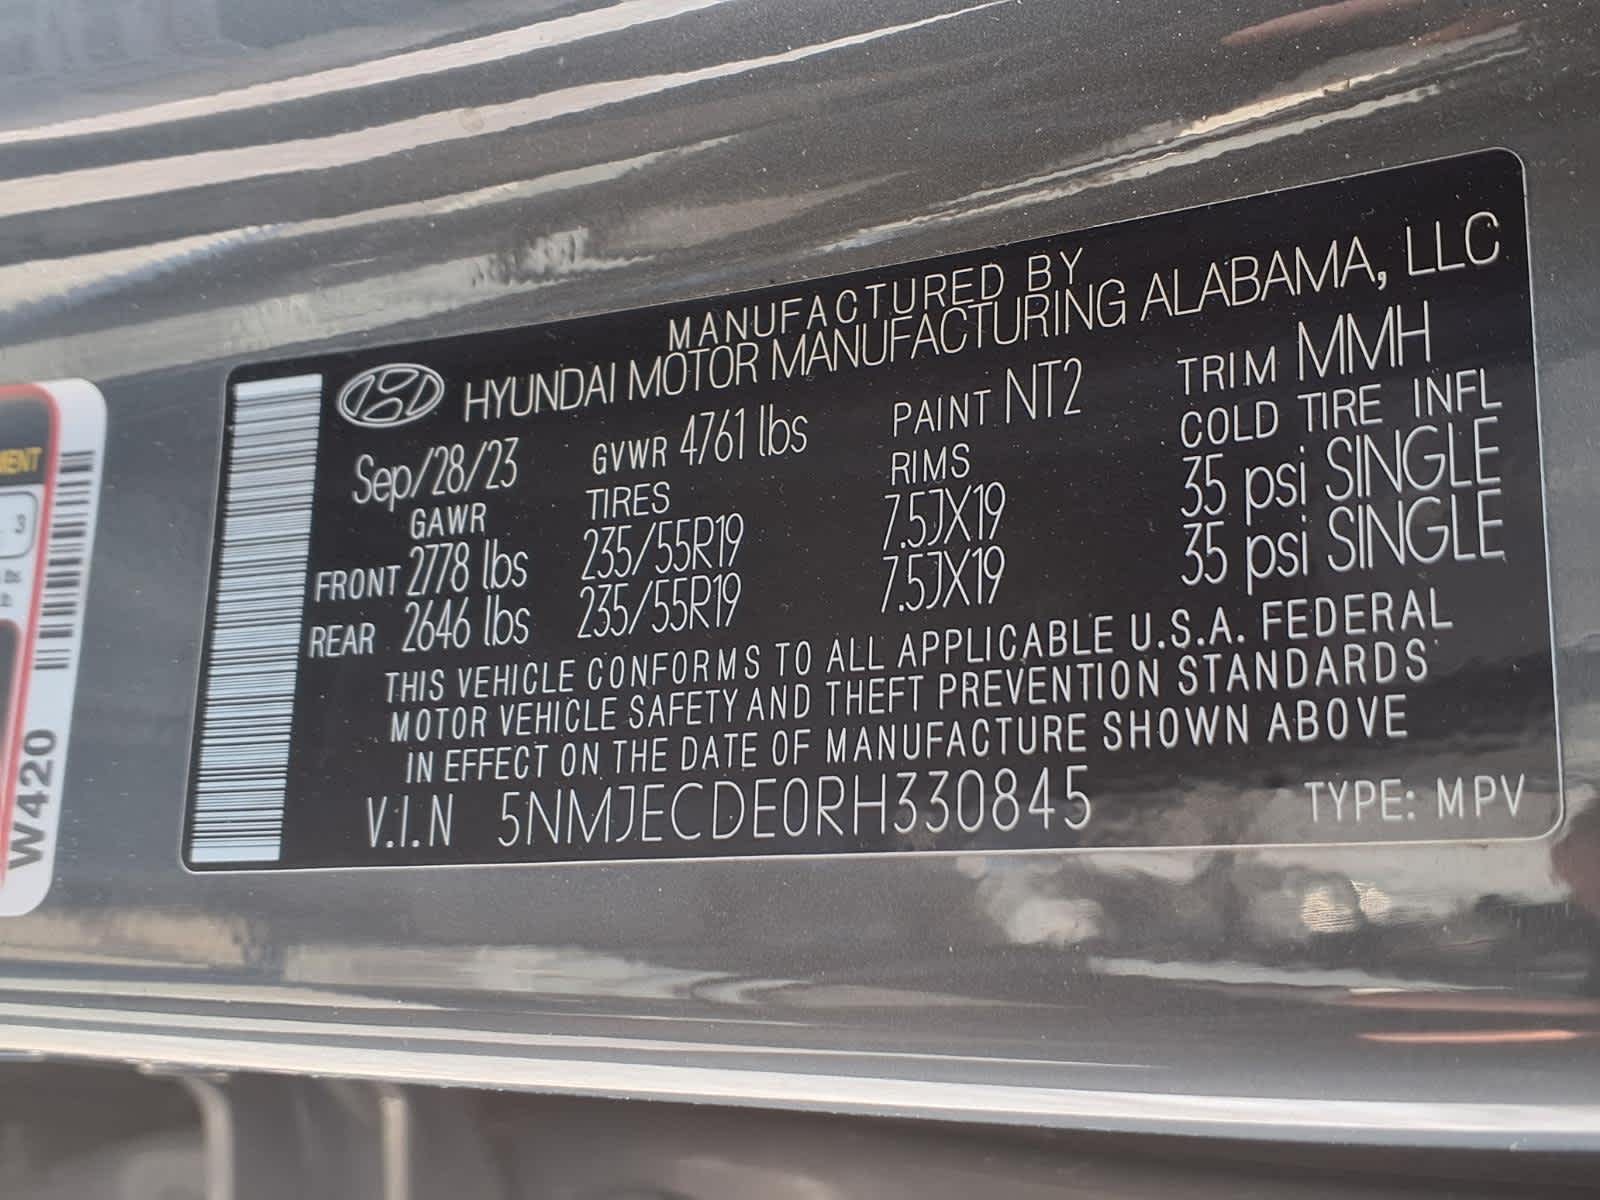 MANUFACTURED BY
HYUNDAI MOTOR MANUFACTURING ALABAMA, LLC
Sep/28/23 GVWR 4761 lbs PAINT NT2 TRIM MMH
GAWR TIRES RIMS COLD TIRE INFL
FRONT 2778 lbs 235/55R19 7.5JX19 35 psi SINGLE
REAR 2646 lbs 235/55R19 7.5JX19 35 psi SINGLE
THIS VEHICLE CONFORMS TO ALL APPLICABLE U.S.A. FEDERAL
MOTOR VEHICLE SAFETY AND THEFT PREVENTION STANDARDS
IN EFFECT ON THE DATE OF MANUFACTURE SHOWN ABOVE
V.I.N 5NMJECDE0RH330845 TYPE: MPV
W420
3